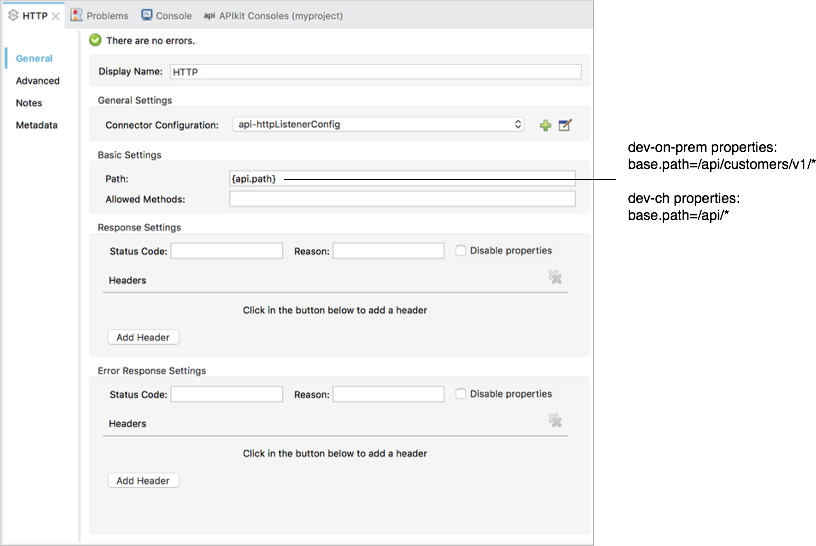 HTTP Problems Console api APIkit Consoles (myproject)
There are no errors.
General
Advanced
Notes
Metadata
Display Name: HTTP
General Settings
Connector Configuration: api-httpListenerConfig
Basic Settings
Path: {api.path}
Allowed Methods:
Response Settings
Status Code: Reason: Disable properties
Headers
Click in the button below to add a header
Add Header
Error Response Settings
Status Code: Reason: Disable properties
Headers
Click in the button below to add a header
Add Header
dev-on-prem properties:
base.path=/api/customers/v1/*
dev-ch properties:
base.path=/api/*